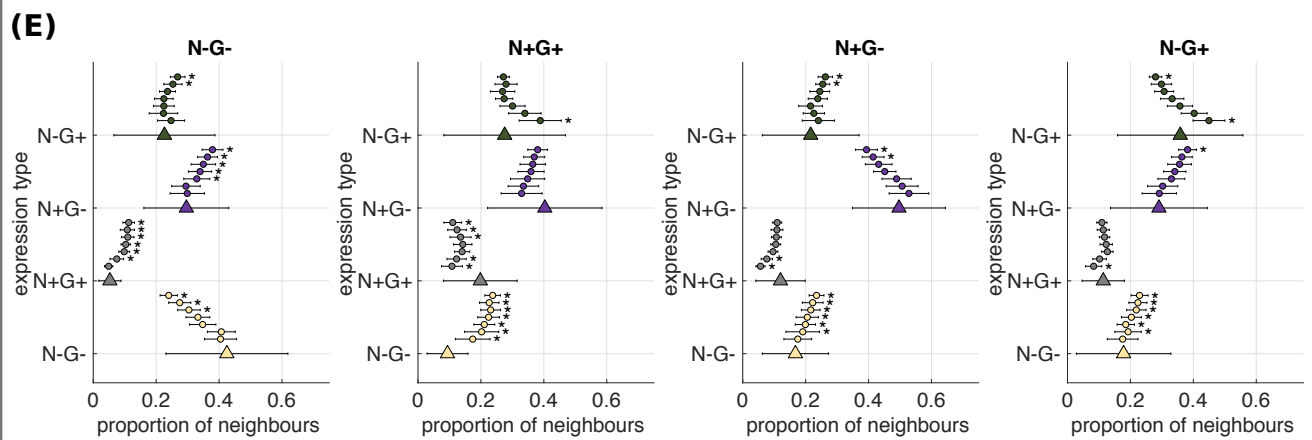 (E)
N-G-
expression type
N-G+
N+G-
N+G+
N-G-
0 0.2 0.4 0.6
proportion of neighbours
N+G+
expression type
N-G+
N+G-
N+G+
N-G-
0 0.2 0.4 0.6
proportion of neighbours
N+G-
expression type
N-G+
N+G-
N+G+
N-G-
0 0.2 0.4 0.6
proportion of neighbours
N-G+
expression type
N-G+
N+G-
N+G+
N-G-
0 0.2 0.4 0.6
proportion of neighbours